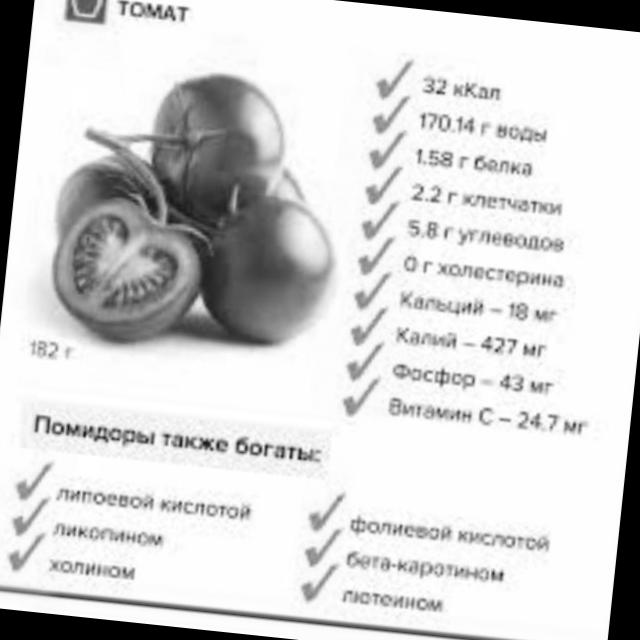 ТОМАТ
32 кКал
170.14 г воды
1.58 г белка
2.2 г клетчатки
5.8 г углеводов
0 г холестерина
Кальций – 18 мг
Калий – 427 мг
Фосфор – 43 мг
Витамин С – 24.7 мг
182 г
Помидоры также богаты:
липоевой кислотой
ликопином
холином
фолиевой кислотой
бета-каротином
лютеином